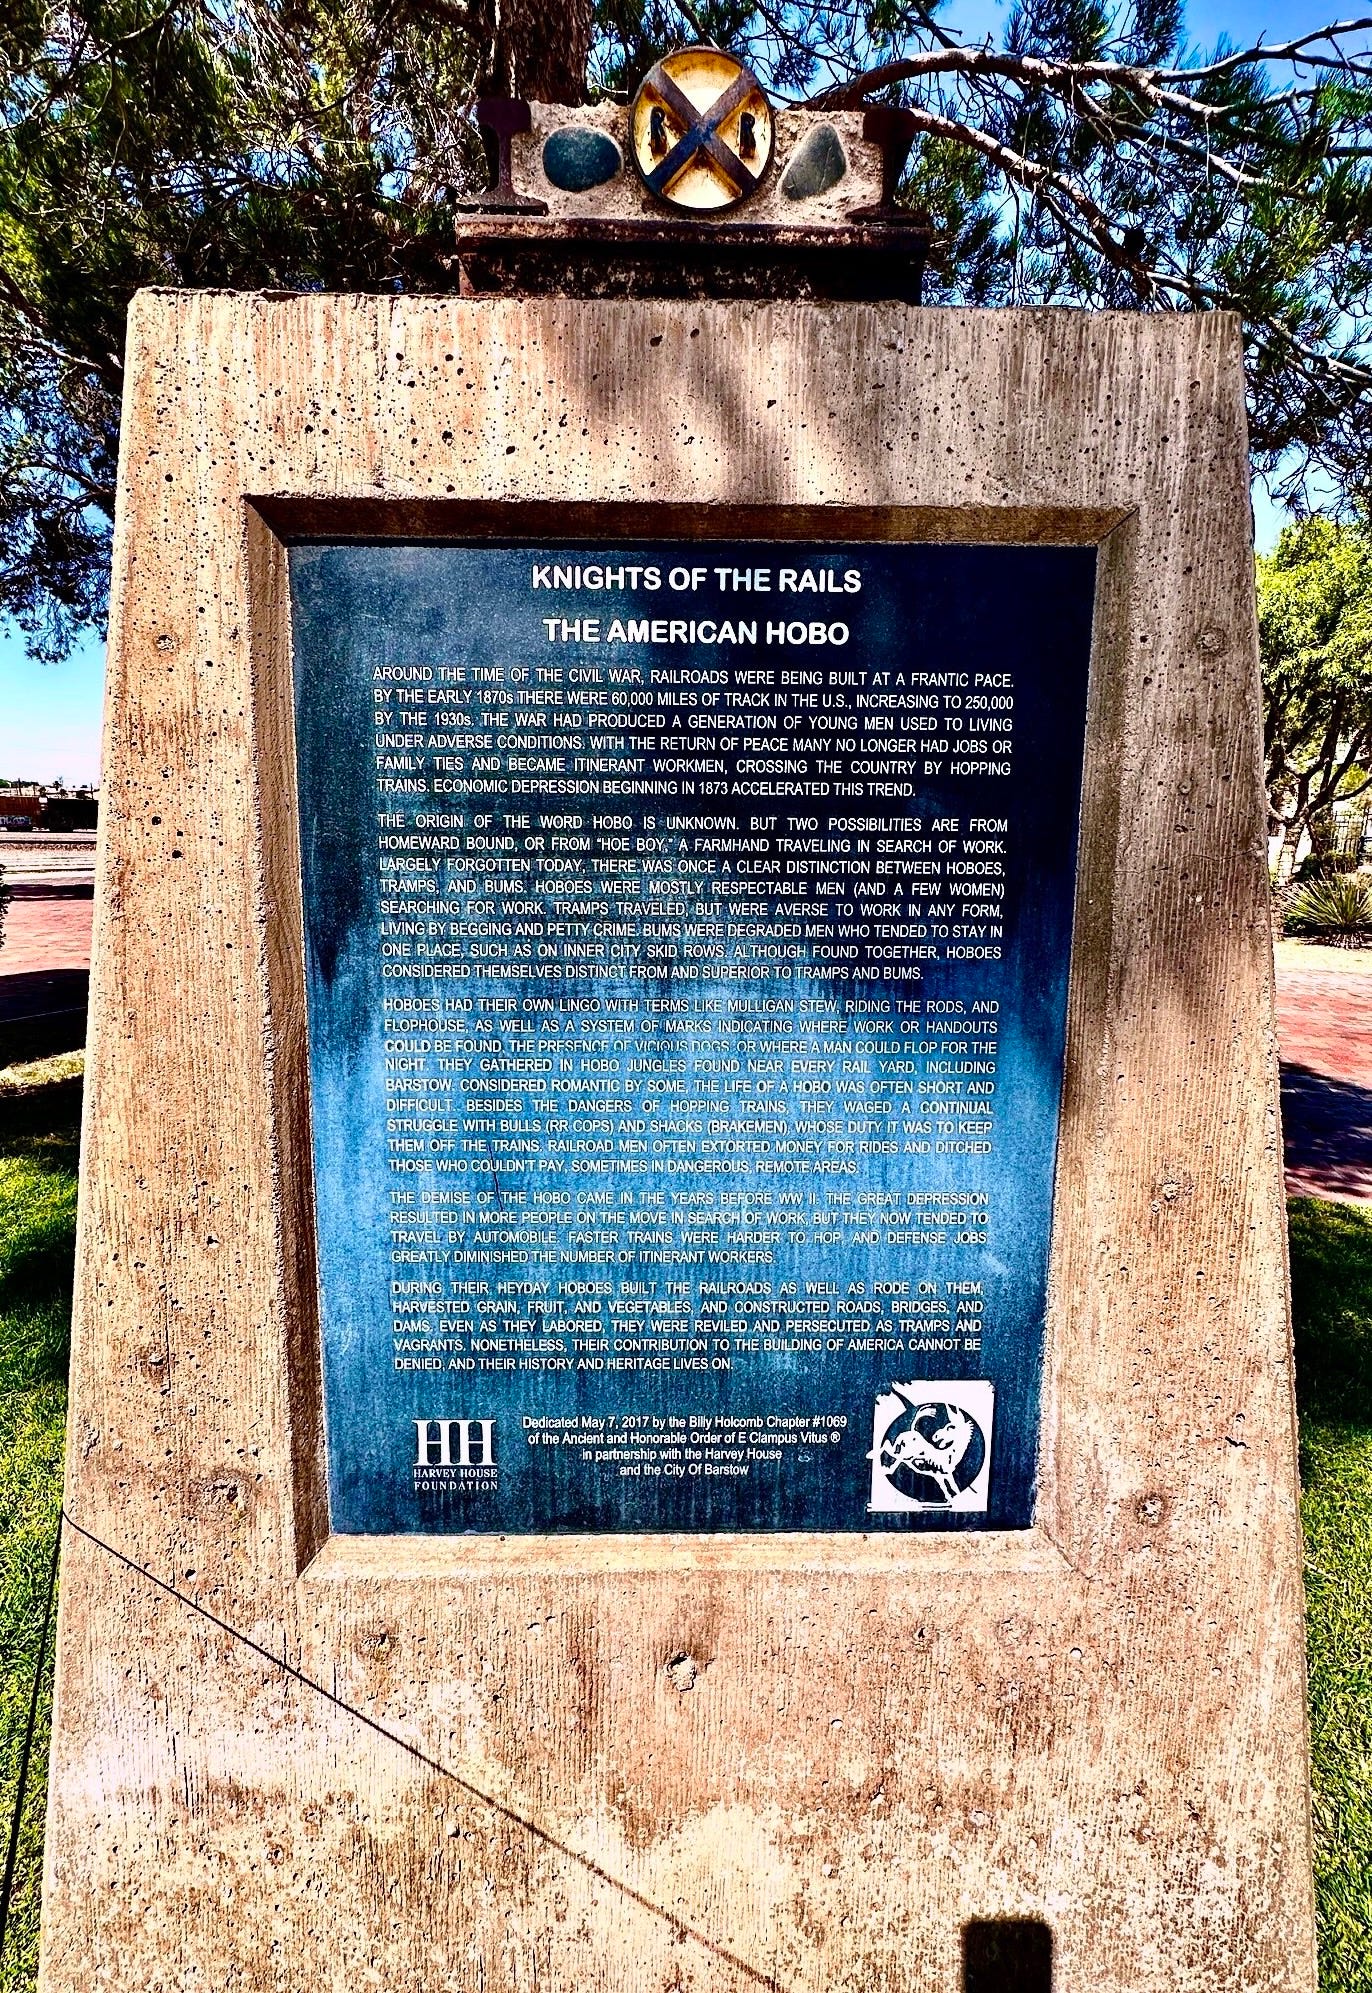 R R
KNIGHTS OF THE RAILS
THE AMERICAN HOBO
AROUND THE TIME OF THE CIVIL WAR, RAILROADS WERE BEING BUILT AT A FRANTIC PACE.
BY THE EARLY 1870s THERE WERE 60,000 MILES OF TRACK IN THE U.S., INCREASING TO 250,000
BY THE 1930s. THE WAR HAD PRODUCED A GENERATION OF YOUNG MEN USED TO LIVING
UNDER ADVERSE CONDITIONS. WITH THE RETURN OF PEACE MANY NO LONGER HAD JOBS OR
FAMILY TIES AND BECAME ITINERANT WORKMEN, CROSSING THE COUNTRY BY HOPPING
TRAINS. ECONOMIC DEPRESSION BEGINNING IN 1873 ACCELERATED THIS TREND.
THE ORIGIN OF THE WORD HOBO IS UNKNOWN. BUT TWO POSSIBILITIES ARE FROM
HOMEWARD BOUND, OR FROM “HOE BOY,” A FARMHAND TRAVELING IN SEARCH OF WORK.
LARGELY FORGOTTEN TODAY, THERE WAS ONCE A CLEAR DISTINCTION BETWEEN HOBOES,
TRAMPS, AND BUMS. HOBOES WERE MOSTLY RESPECTABLE MEN (AND A FEW WOMEN)
SEARCHING FOR WORK. TRAMPS TRAVELED, BUT WERE AVERSE TO WORK IN ANY FORM,
LIVING BY BEGGING AND PETTY CRIME. BUMS WERE DEGRADED MEN WHO TENDED TO STAY IN
ONE PLACE, SUCH AS ON INNER CITY SKID ROWS. ALTHOUGH FOUND TOGETHER, HOBOES
CONSIDERED THEMSELVES DISTINCT FROM AND SUPERIOR TO TRAMPS AND BUMS.
HOBOES HAD THEIR OWN LINGO WITH TERMS LIKE MULLIGAN STEW, RIDING THE RODS, AND
FLOPHOUSE, AS WELL AS A SYSTEM OF MARKS INDICATING WHERE WORK OR HANDOUTS
COULD BE FOUND, THE PRESENCE OF VICIOUS DOGS, OR WHERE A MAN COULD FLOP FOR THE
NIGHT. THEY GATHERED IN HOBO JUNGLES FOUND NEAR EVERY RAIL YARD, INCLUDING
BARSTOW. CONSIDERED ROMANTIC BY SOME, THE LIFE OF A HOBO WAS OFTEN SHORT AND
DIFFICULT. BESIDES THE DANGERS OF HOPPING TRAINS, THEY WAGED A CONTINUAL
STRUGGLE WITH BULLS (RR COPS) AND SHACKS (BRAKEMEN), WHOSE DUTY IT WAS TO KEEP
THEM OFF THE TRAINS. RAILROAD MEN OFTEN EXTORTED MONEY FOR RIDES AND DITCHED
THOSE WHO COULDN'T PAY, SOMETIMES IN DANGEROUS, REMOTE AREAS.
THE DEMISE OF THE HOBO CAME IN THE YEARS BEFORE WW II. THE GREAT DEPRESSION
RESULTED IN MORE PEOPLE ON THE MOVE IN SEARCH OF WORK, BUT THEY NOW TENDED TO
TRAVEL BY AUTOMOBILE. FASTER TRAINS WERE HARDER TO HOP, AND DEFENSE JOBS
GREATLY DIMINISHED THE NUMBER OF ITINERANT WORKERS.
DURING THEIR HEYDAY HOBOES BUILT THE RAILROADS AS WELL AS RODE ON THEM,
HARVESTED GRAIN, FRUIT, AND VEGETABLES, AND CONSTRUCTED ROADS, BRIDGES, AND
DAMS. EVEN AS THEY LABORED, THEY WERE REVILED AND PERSECUTED AS TRAMPS AND
VAGRANTS. NONETHELESS, THEIR CONTRIBUTION TO THE BUILDING OF AMERICA CANNOT BE
DENIED, AND THEIR HISTORY AND HERITAGE LIVES ON.
HH
HARVEY HOUSE
FOUNDATION
Dedicated May 7, 2017 by the Billy Holcomb Chapter #1069
of the Ancient and Honorable Order of E Clampus Vitus ®
in partnership with the Harvey House
and the City Of Barstow